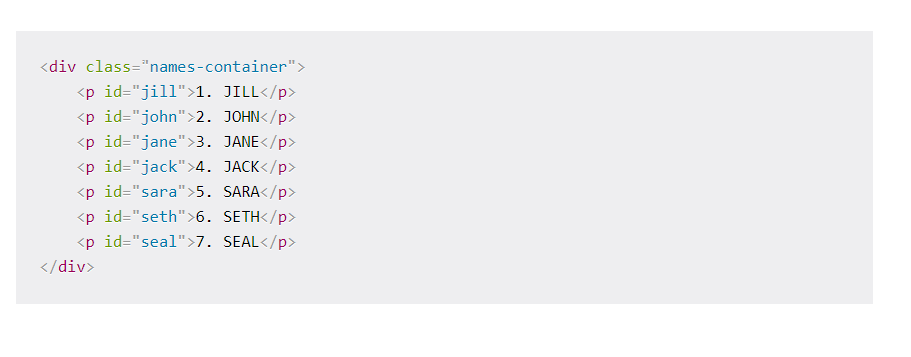 <div class="names-container">
    <p id="jill">1. JILL</p>
    <p id="john">2. JOHN</p>
    <p id="jane">3. JANE</p>
    <p id="jack">4. JACK</p>
    <p id="sara">5. SARA</p>
    <p id="seth">6. SETH</p>
    <p id="seal">7. SEAL</p>
</div>